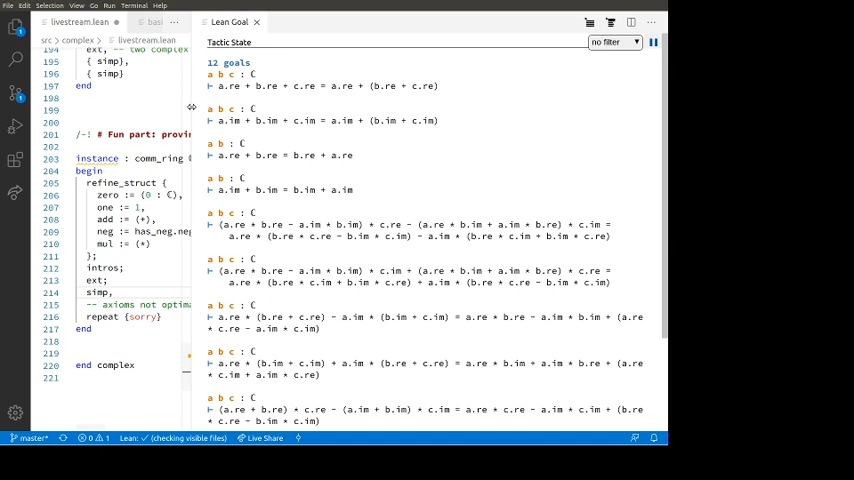 File Edit Selection View Go Run Terminal Help
livestream.lean
basi
Lean Goal
src complex livestream.lean
194 ext, -- two complex
195 { simp},
196 { simp}
197 end
198
199
200
201 /-! # Fun part: provin
202
203 instance : comm_ring ℂ
204 begin
205 refine_struct {
206 zero := (0 : ℂ),
207 one := 1,
208 add := (+),
209 neg := has_neg.neg
210 mul := (*)
211 };
212 intros;
213 ext;
214 simp,
215 -- axioms not optima
216 repeat {sorry}
217 end
218
219
220 end complex
221
Tactic State
no filter
12 goals
a b c : ℂ
⊢ a.re + b.re + c.re = a.re + (b.re + c.re)
a b c : ℂ
⊢ a.im + b.im + c.im = a.im + (b.im + c.im)
a b : ℂ
⊢ a.re + b.re = b.re + a.re
a b : ℂ
⊢ a.im + b.im = b.im + a.im
a b c : ℂ
⊢ (a.re * b.re - a.im * b.im) * c.re - (a.re * b.im + a.im * b.re) * c.im =
a.re * (b.re * c.re - b.im * c.im) - a.im * (b.re * c.im + b.im * c.re)
a b c : ℂ
⊢ (a.re * b.re - a.im * b.im) * c.im + (a.re * b.im + a.im * b.re) * c.re =
a.re * (b.re * c.im + b.im * c.re) + a.im * (b.re * c.re - b.im * c.im)
a b c : ℂ
⊢ a.re * (b.re + c.re) - a.im * (b.im + c.im) = a.re * b.re - a.im * b.im + (a.re
* c.re - a.im * c.im)
a b c : ℂ
⊢ a.re * (b.im + c.im) + a.im * (b.re + c.re) = a.re * b.im + a.im * b.re + (a.re
* c.im + a.im * c.re)
a b c : ℂ
⊢ (a.re + b.re) * c.re - (a.im + b.im) * c.im = a.re * c.re - a.im * c.im + (b.re
* c.re - b.im * c.im)
master* 0 1 Lean: ✓ (checking visible files) Live Share